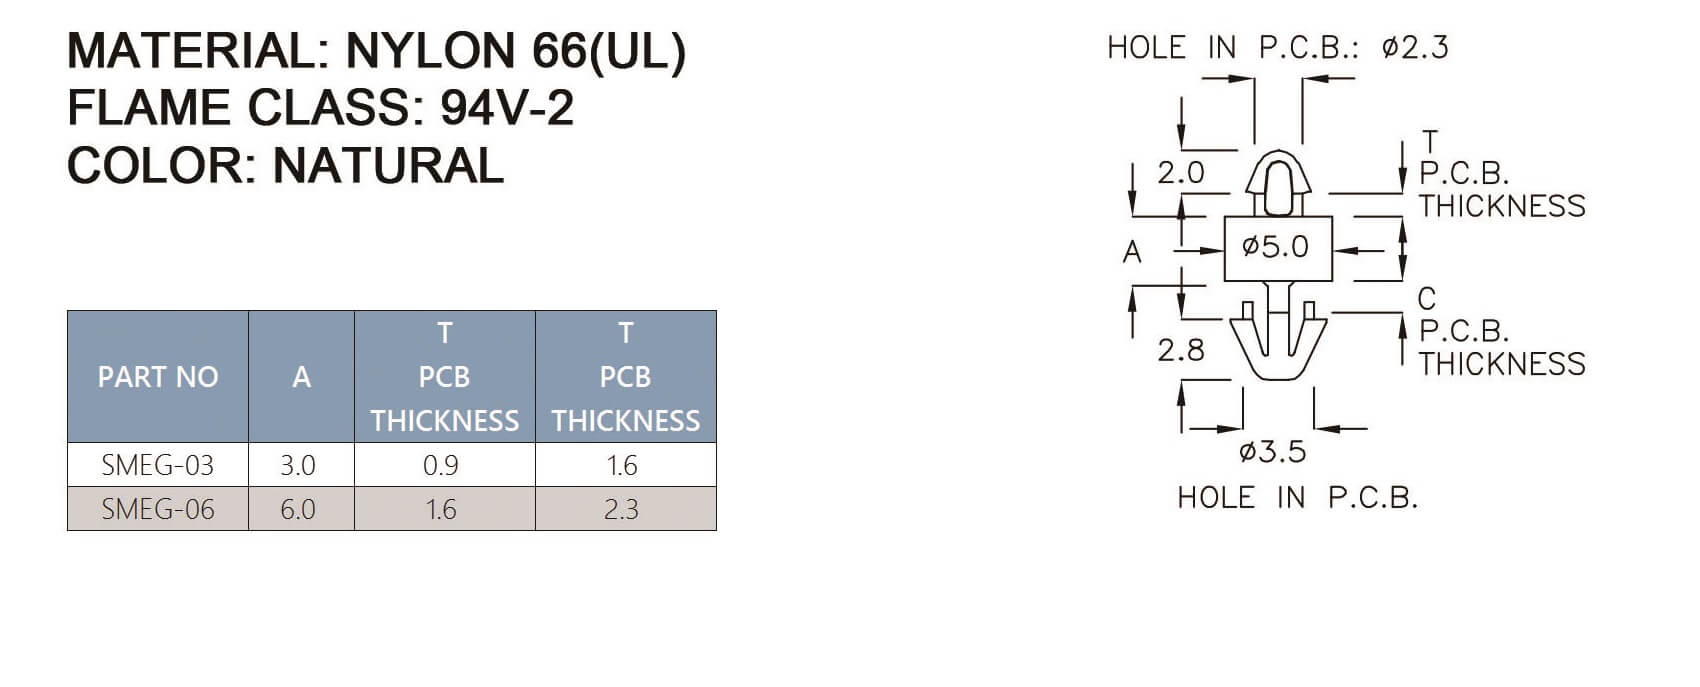 MATERIAL: NYLON 66(UL)
FLAME CLASS: 94V-2
COLOR: NATURAL
PART NO
A
T
PCB
THICKNESS
T
PCB
THICKNESS
SMEG-03 3.0 0.9 1.6
SMEG-06 6.0 1.6 2.3
HOLE IN P.C.B.: ø2.3
T
P.C.B.
THICKNESS
2.0
A
ø5.0
C
P.C.B.
THICKNESS
2.8
ø3.5
HOLE IN P.C.B.